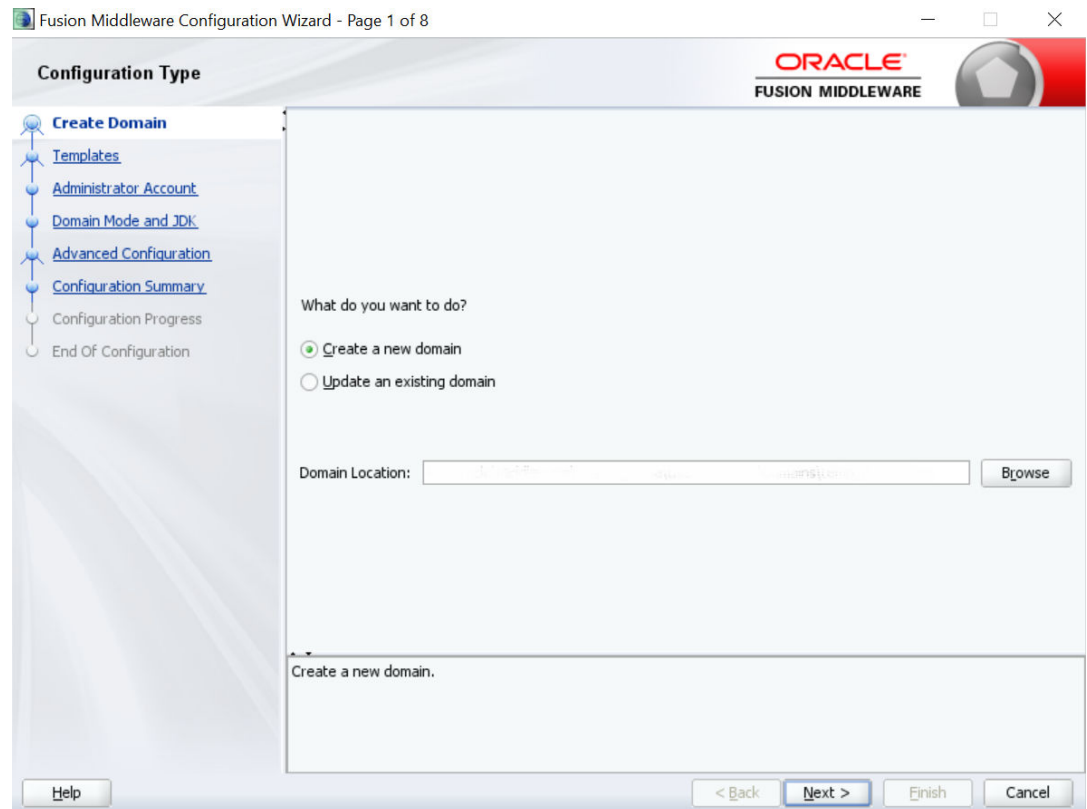 Fusion Middleware Configuration Wizard - Page 1 of 8
Configuration Type
ORACLE
FUSION MIDDLEWARE
Create Domain
Templates
Administrator Account
Domain Mode and JDK
Advanced Configuration
Configuration Summary
Configuration Progress
End Of Configuration
What do you want to do?
Create a new domain
Update an existing domain
Domain Location:
Browse
Create a new domain.
Help
< Back
Next >
Finish
Cancel